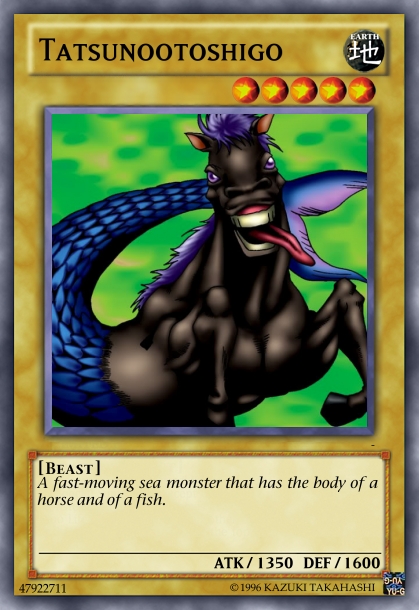 TATSUNOOTOSHIGO
EARTH
地
[BEAST]
A fast-moving sea monster that has the body of a
horse and of a fish.
ATK / 1350 DEF / 1600
47922711
©1996 KAZUKI TAKAHASHI